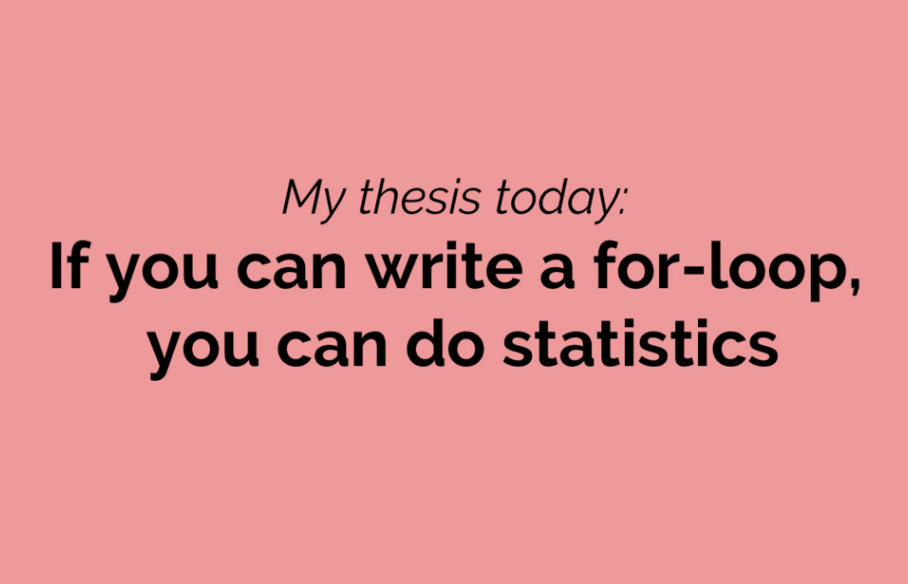 My thesis today:
If you can write a for-loop,
you can do statistics